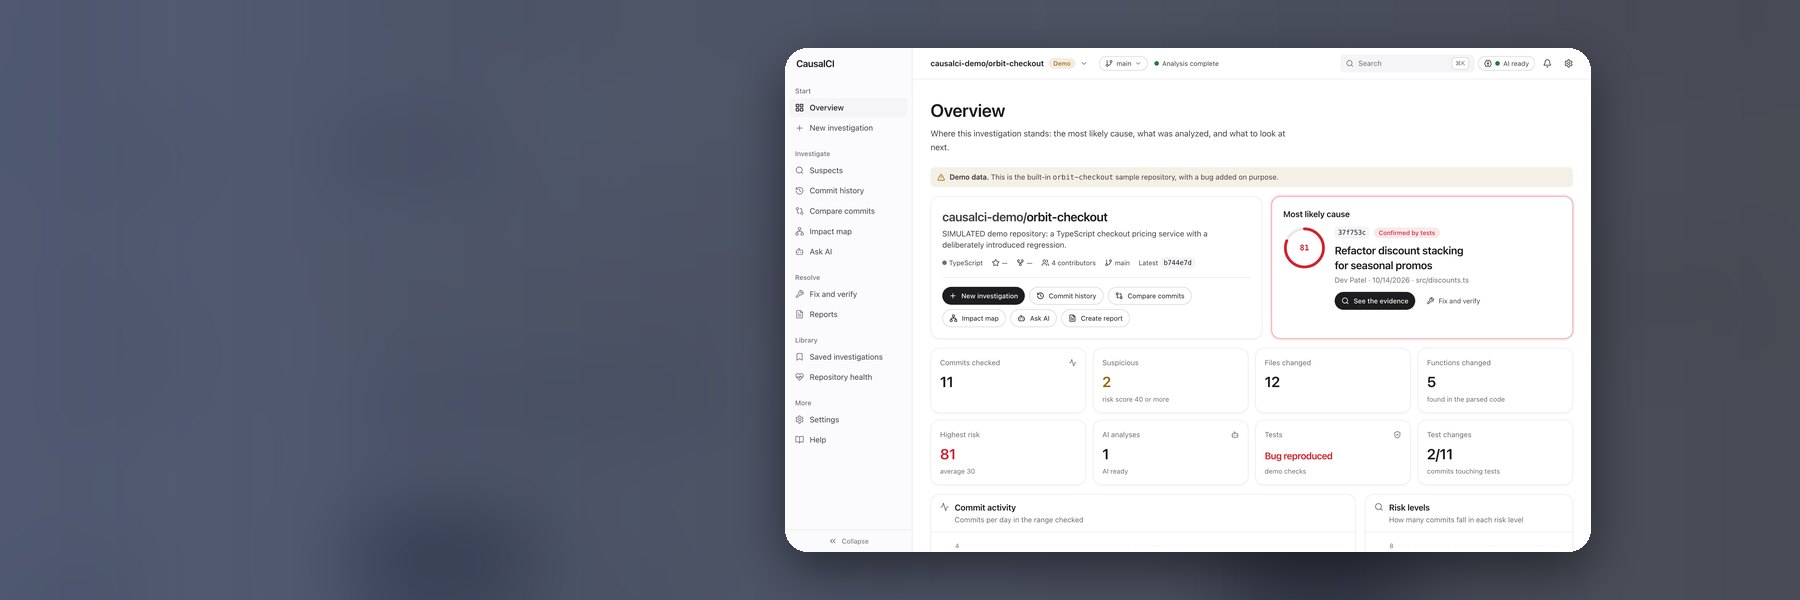 CausalCI
Start
Overview
New investigation
Investigate
Suspects
Commit history
Compare commits
Impact map
Ask AI
Resolve
Fix and verify
Reports
Library
Saved investigations
Repository health
More
Settings
Help
Collapse
causalci-demo/orbit-checkout Demo main Analysis complete Search ⌘K AI ready
Overview
Where this investigation stands: the most likely cause, what was analyzed, and what to look at
next.
Demo data. This is the built-in orbit-checkout sample repository, with a bug added on purpose.
causalci-demo/orbit-checkout
SIMULATED demo repository: a TypeScript checkout pricing service with a
deliberately introduced regression.
TypeScript — — 4 contributors main Latest b744e7d
New investigation Commit history Compare commits
Impact map Ask AI Create report
Most likely cause
81
37f753c Confirmed by tests
Refactor discount stacking
for seasonal promos
Dev Patel · 10/14/2026 · src/discounts.ts
See the evidence Fix and verify
Commits checked
11
Suspicious
2
risk score 40 or more
Files changed
12
Functions changed
5
found in the parsed code
Highest risk
81
average 30
AI analyses
1
AI ready
Tests
Bug reproduced
demo checks
Test changes
2/11
commits touching tests
Commit activity
Commits per day in the range checked
4
Risk levels
How many commits fall in each risk level
8